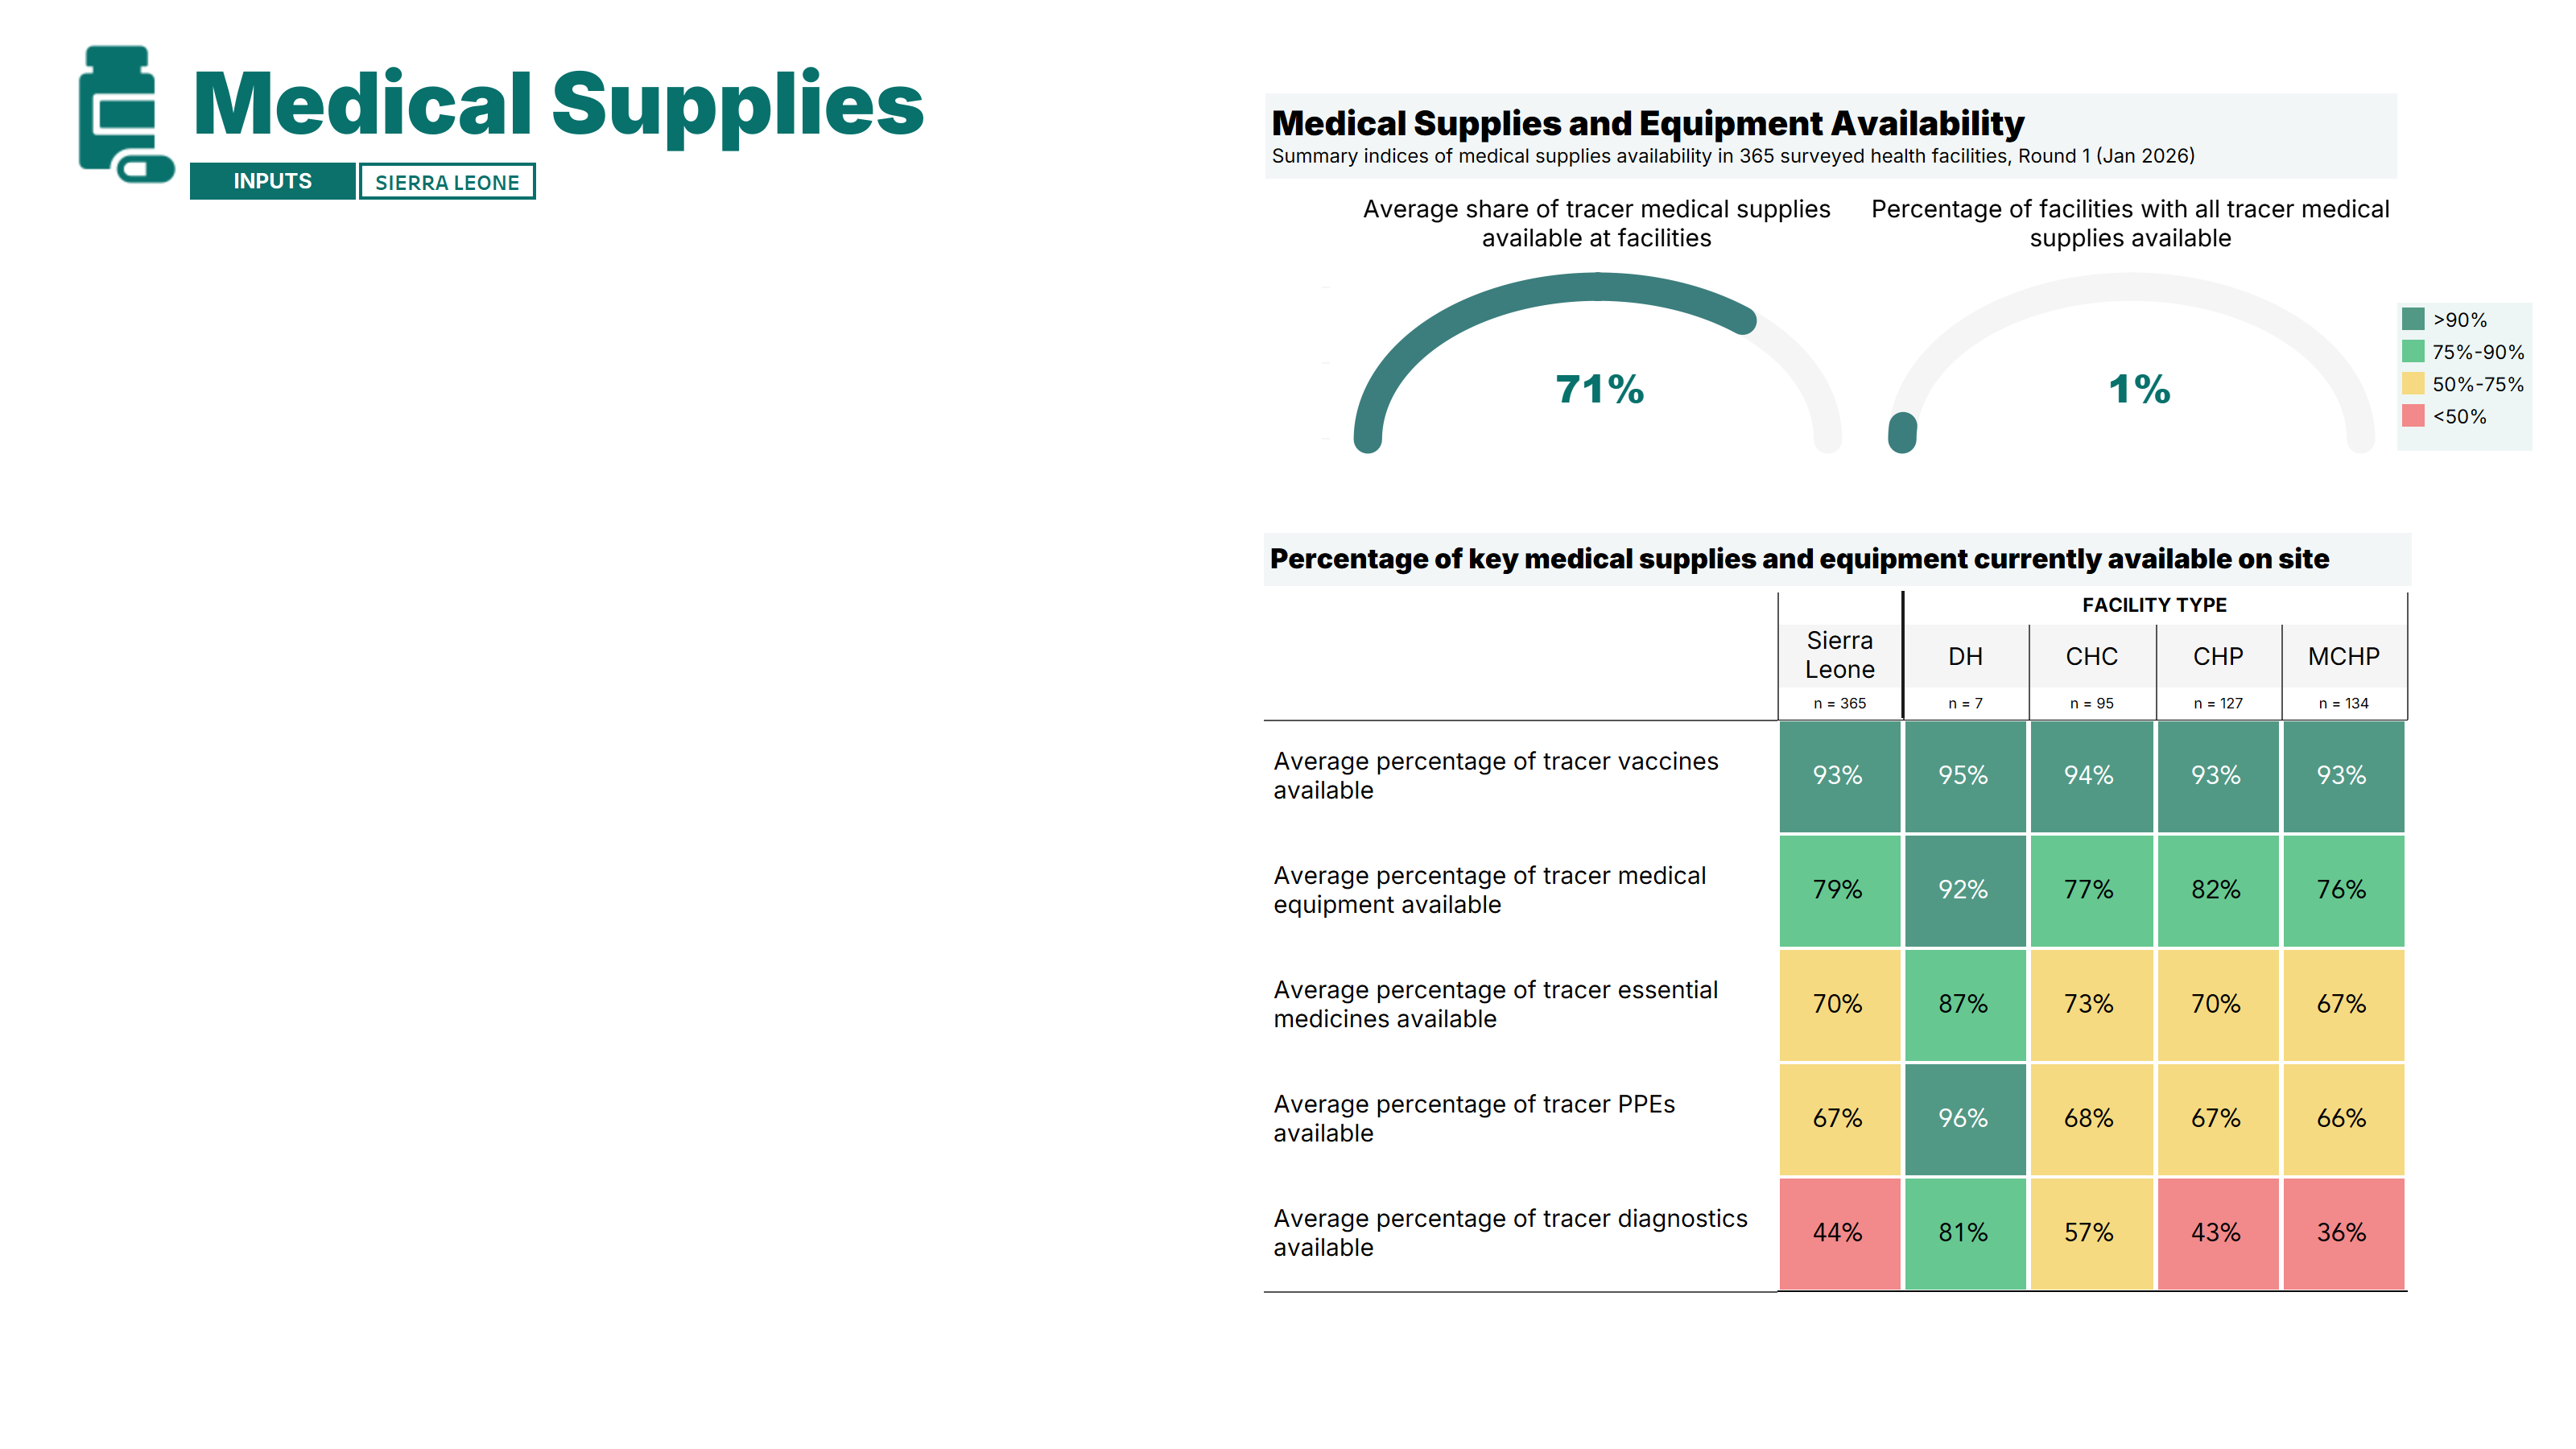 Medical Supplies
INPUTS
SIERRA LEONE
Medical Supplies and Equipment Availability
Summary indices of medical supplies availability in 365 surveyed health facilities, Round 1 (Jan 2026)
Average share of tracer medical supplies
available at facilities
Percentage of facilities with all tracer medical
supplies available
71%
1%
>90%
75%-90%
50%-75%
<50%
Percentage of key medical supplies and equipment currently available on site
FACILITY TYPE
Sierra
Leone
DH
CHC
CHP
MCHP
n = 365
n = 7
n = 95
n = 127
n = 134
Average percentage of tracer vaccines
available
93%
95%
94%
93%
93%
Average percentage of tracer medical
equipment available
79%
92%
77%
82%
76%
Average percentage of tracer essential
medicines available
70%
87%
73%
70%
67%
Average percentage of tracer PPEs
available
67%
96%
68%
67%
66%
Average percentage of tracer diagnostics
available
44%
81%
57%
43%
36%